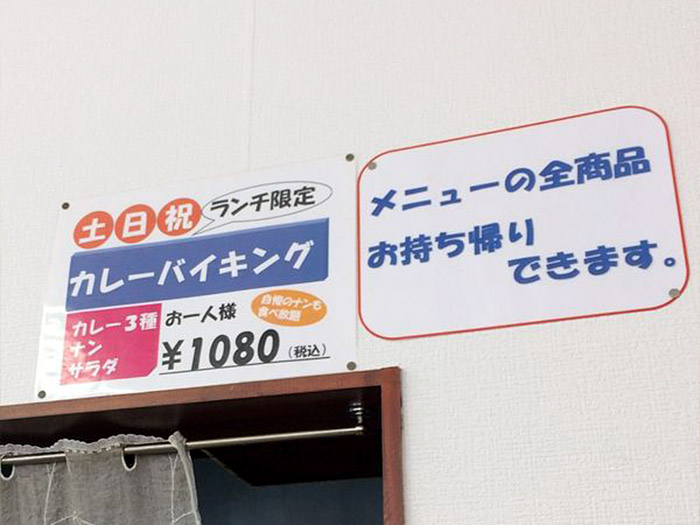 土日祝
ランチ限定
カレーバイキング
カレー3種
ナン
サラダ
お一人様
¥1080(税込)
自慢のナンも
食べ放題
メニューの全商品
お持ち帰り
できます。